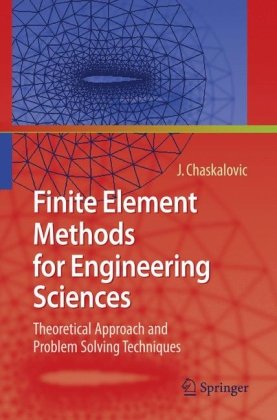 J. Chaskalovic
Finite Element
Methods
for Engineering
Sciences
Theoretical Approach and
Problem Solving Techniques
Springer